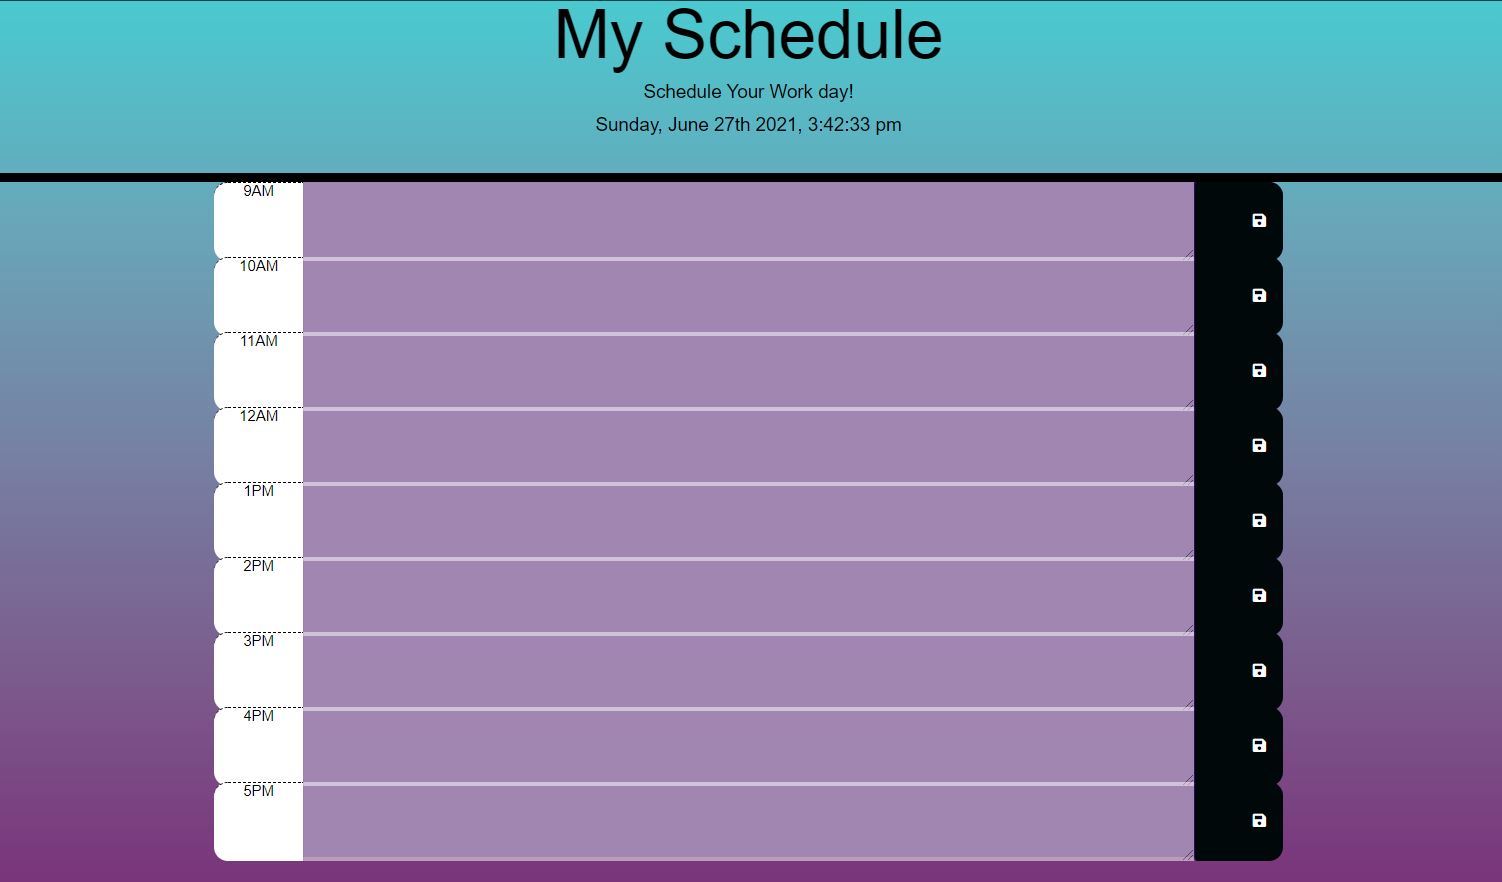 My Schedule
Schedule Your Work day!
Sunday, June 27th 2021, 3:42:33 pm
9AM
10AM
11AM
12AM
1PM
2PM
3PM
4PM
5PM